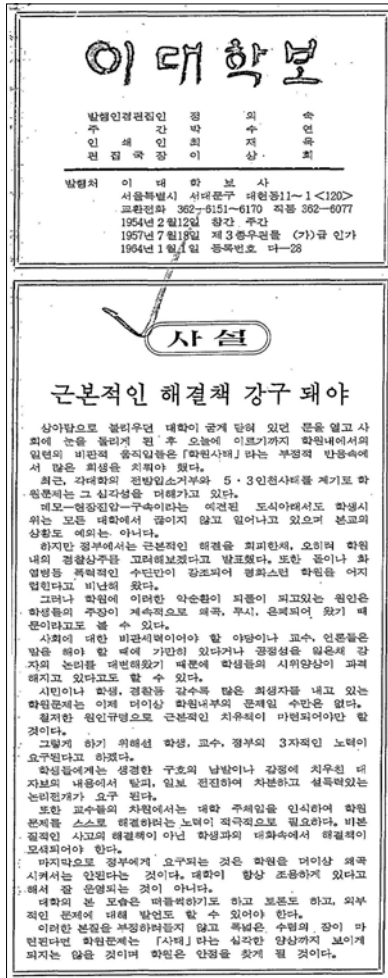 이대학보
발행인겸편집인 정 의 숙
주 간 박 수 연
인 쇄 인 최 재 욱
편 집 국 장 이 상 희
발행처 이 대 학 보 사
서울특별시 서대문구 대현동11~1<120>
교환전화 362-6151~6170 직통 362-6077
1954년 2월12일 창간 주간
1957년 7월18일 제3종우편물 (가)급 인가
1964년 1월 1일 등록번호 다-28
사설
근본적인 해결책 강구 돼야
상아탑으로 불리우던 대학이 굳게 닫혀 있던 문을 열고 사
회에 눈을 돌리게 된 후 오늘에 이르기까지 학원내에서의
일련의 비판적 움직임들은 「학원사태」라는 부정적 반응속에
서 많은 희생을 치뤄야 했다.
최근, 각대학의 전방입소거부와 5·3인천사태를 계기로 학
원문제는 그 심각성을 더해가고 있다.
데모-현장진압-구속이라는 예견된 도식아래서도 학생시
위는 모든 대학에서 끊이지 않고 일어나고 있으며 본교의
상황도 예외는 아니다.
하지만 정부에서는 근본적인 해결을 회피한채, 오히려 학원
내의 경찰상주를 고려해보겠다고 발표했다. 또한 돌이나 화
염병등 폭력적인 수단만이 강조되어 평화스런 학원을 어지
럽힌다고 비난해 왔다.
그러나 학원에 이러한 악순환이 되풀이 되고있는 원인은
학생들의 주장이 계속적으로 왜곡, 무시, 은폐되어 왔기 때
문이라고도 볼 수 있다.
사회에 대한 비판세력이어야 할 야당이나 교수, 언론들은
말을 해야 할 때에 가만히 있다거나 공정성을 잃은채 강
자의 논리를 대변해왔기 때문에 학생들의 시위양상이 과격
해지고 있다고도 할 수 있다.
시민이나 학생, 경찰등 갈수록 많은 희생자를 내고 있는
학원문제는 이제 더이상 학원내부의 문제일 수만은 없다.
철저한 원인규명으로 근본적인 치유책이 마련되어야만 할
것이다.
그렇게 하기 위해선 학생, 교수, 정부의 3자적인 노력이
요구된다고 하겠다.
학생들에게는 생경한 구호의 남발이나 감정에 치우친 대
자보의 내용에서 탈피, 일보 전진하여 차분하고 설득력있는
논리전개가 요구 된다.
또한 교수들의 차원에서는 대학 주체임을 인식하여 학원
문제를 스스로 해결하려는 노력이 적극적으로 필요하다. 비본
질적인 사고의 해결책이 아닌 학생과의 대화속에서 해결책이
모색되어야 한다.
마지막으로 정부에게 요구되는 것은 학원을 더이상 왜곡
시켜서는 안된다는 것이다. 대학이 항상 조용하게 있다고
해서 잘 운영되는 것이 아니다.
대학의 본 모습은 떠들썩하기도 하고 토론도 하고, 외부
적인 문제에 대해 발언도 할 수 있어야 한다.
이러한 본질을 부정하려들지 않고 폭넓은 수렴의 장이 마
련된다면 학원문제는 「사태」라는 심각한 양상까지 보이게
되지는 않을 것이며 학원은 안정을 찾게 될 것이다.